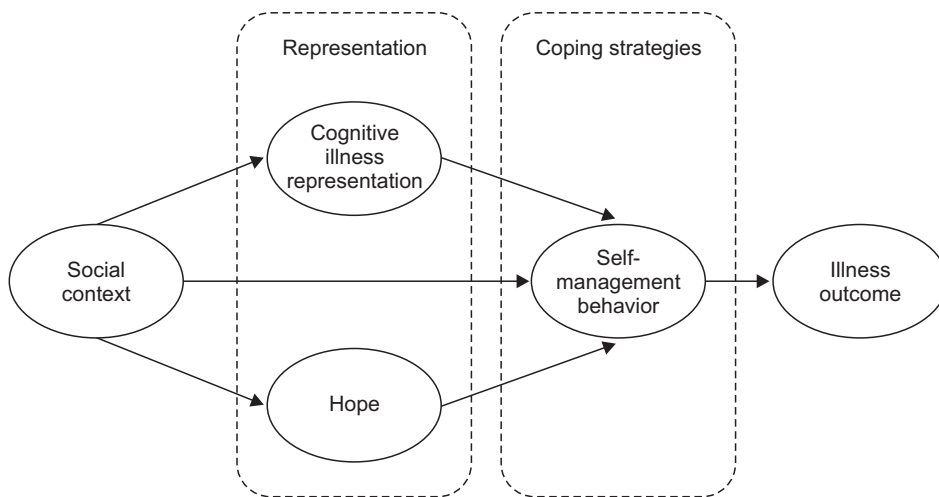 Representation
Coping strategies
Cognitive
illness
representation
Social
context
Self-
management
behavior
Illness
outcome
Hope